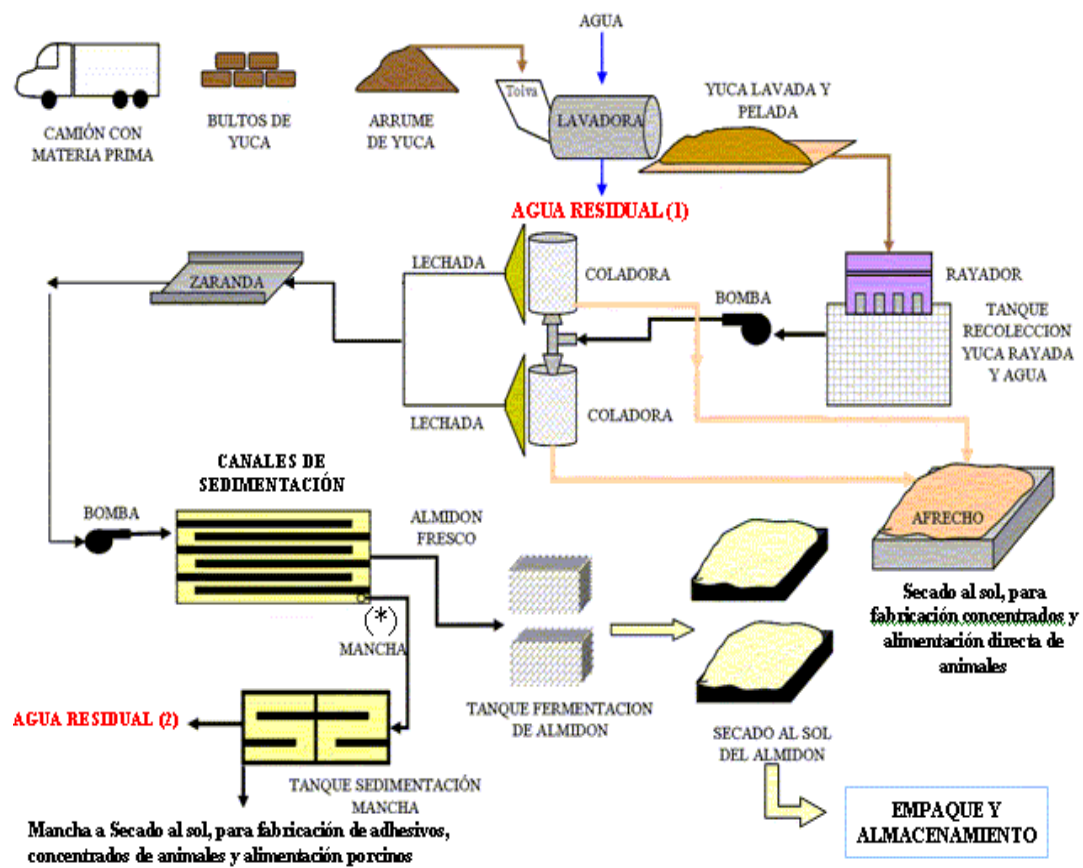 AGUA
CAMIÓN CON
MATERIA PRIMA
BULTOS DE
YUCA
ARRUME
DE YUCA
Tolva
LAVADORA
YUCA LAVADA Y
PELADA
AGUA RESIDUAL (1)
ZARANDA
LECHADA
COLADORA
BOMBA
RAYADOR
TANQUE
RECOLECCION
YUCA RAYADA
Y AGUA
LECHADA
COLADORA
CANALES DE
SEDIMENTACIÓN
BOMBA
ALMIDON
FRESCO
AFRECHO
Secado al sol, para
fabricación concentrados y
alimentación directa de
animales
(*)
MANCHA
TANQUE FERMENTACION
DE ALMIDON
SECADO AL SOL
DEL ALMIDON
AGUA RESIDUAL (2)
TANQUE SEDIMENTACIÓN
MANCHA
Mancha a Secado al sol, para fabricación de adhesivos,
concentrados de animales y alimentación porcinos
EMPAQUE Y
ALMACENAMIENTO